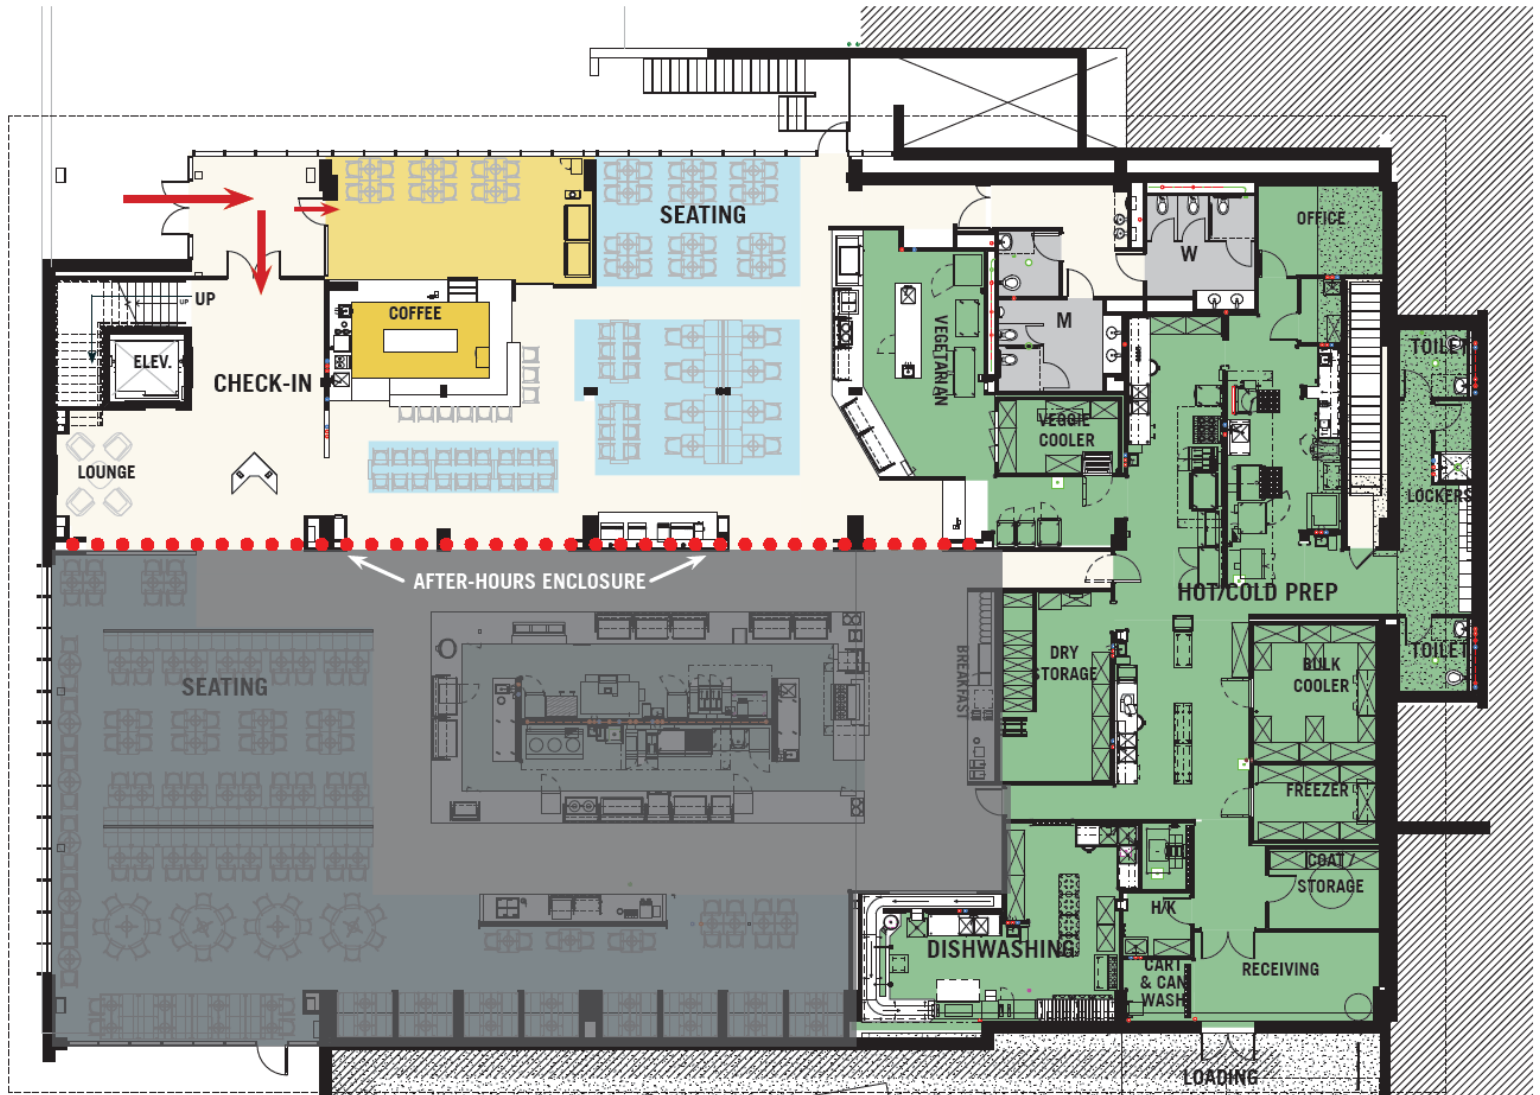 SEATING
OFFICE
W
UP
UP
COFFEE
VEGETARIAN
M
ELEV.
CHECK-IN
TOILET
VEGGIE
COOLER
LOUNGE
LOCKERS
AFTER-HOURS ENCLOSURE
HOT/COLD PREP
SEATING
BREAKFAST
DRY
STORAGE
BULK
COOLER
TOILET
FREEZER
COAT /
STORAGE
H/K
DISHWASHING
CART
& CAN
WASH
RECEIVING
LOADING